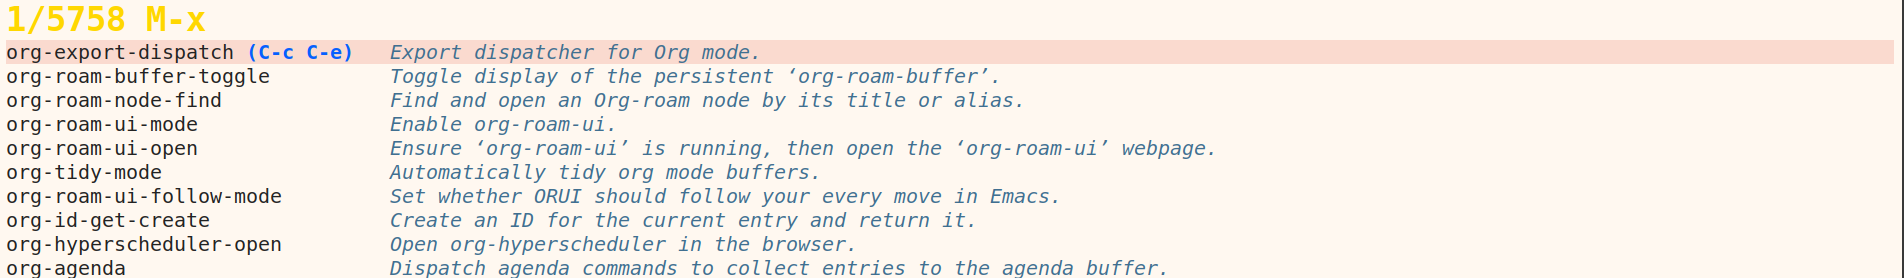 1/5758 M-x
org-export-dispatch (C-c C-e) Export dispatcher for Org mode.
org-roam-buffer-toggle Toggle display of the persistent ‘org-roam-buffer’.
org-roam-node-find Find and open an Org-roam node by its title or alias.
org-roam-ui-mode Enable org-roam-ui.
org-roam-ui-open Ensure ‘org-roam-ui’ is running, then open the ‘org-roam-ui’ webpage.
org-tidy-mode Automatically tidy org mode buffers.
org-roam-ui-follow-mode Set whether ORUI should follow your every move in Emacs.
org-id-get-create Create an ID for the current entry and return it.
org-hyperscheduler-open Open org-hyperscheduler in the browser.
org-agenda Dispatch agenda commands to collect entries to the agenda buffer.